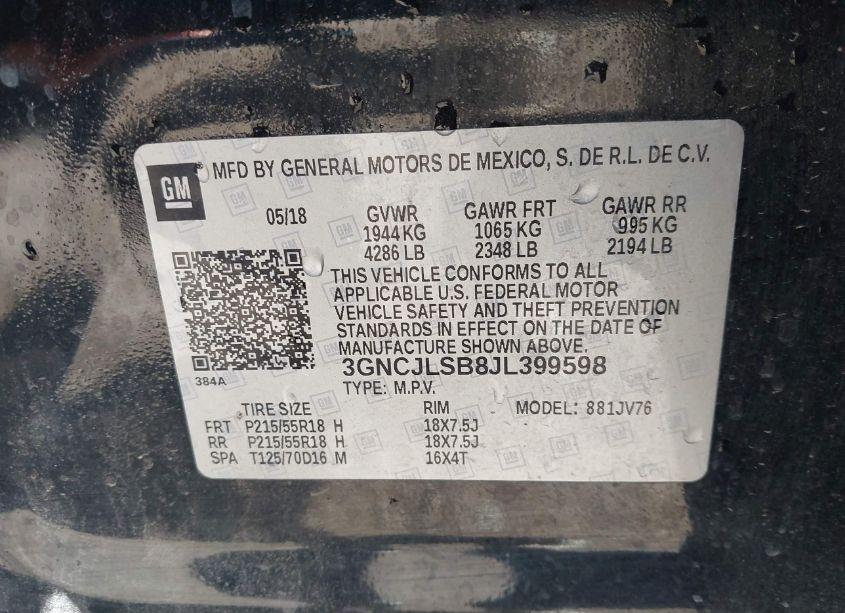 GM
MFD BY GENERAL MOTORS DE MEXICO, S. DE R.L. DE C.V.
05/18 GVWR GAWR FRT GAWR RR
1944 KG 1065 KG 995 KG
4286 LB 2348 LB 2194 LB
THIS VEHICLE CONFORMS TO ALL
APPLICABLE U.S. FEDERAL MOTOR
VEHICLE SAFETY AND THEFT PREVENTION
STANDARDS IN EFFECT ON THE DATE OF
MANUFACTURE SHOWN ABOVE.
3GNCJLSB8JL399598
384A
TYPE: M.P.V.
TIRE SIZE RIM MODEL: 881JV76
FRT P215/55R18 H 18X7.5J
RR P215/55R18 H 18X7.5J
SPA T125/70D16 M 16X4T